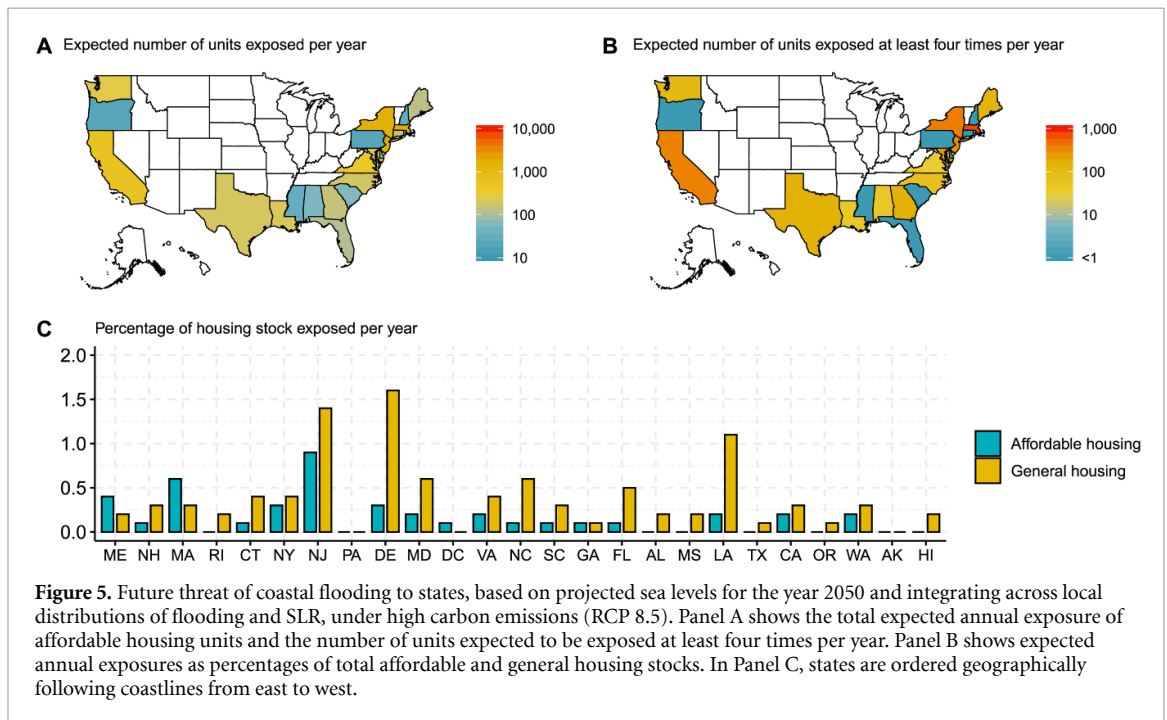 A Expected number of units exposed per year
B Expected number of units exposed at least four times per year
10,000
1,000
100
10
1,000
100
10
<1
C Percentage of housing stock exposed per year
2.0
1.5
1.0
0.5
0.0
ME NH MA RI CT NY NJ PA DE MD DC VA NC SC GA FL AL MS LA TX CA OR WA AK HI
Affordable housing
General housing
Figure 5. Future threat of coastal flooding to states, based on projected sea levels for the year 2050 and integrating across local
distributions of flooding and SLR, under high carbon emissions (RCP 8.5). Panel A shows the total expected annual exposure of
affordable housing units and the number of units expected to be exposed at least four times per year. Panel B shows expected
annual exposures as percentages of total affordable and general housing stocks. In Panel C, states are ordered geographically
following coastlines from east to west.